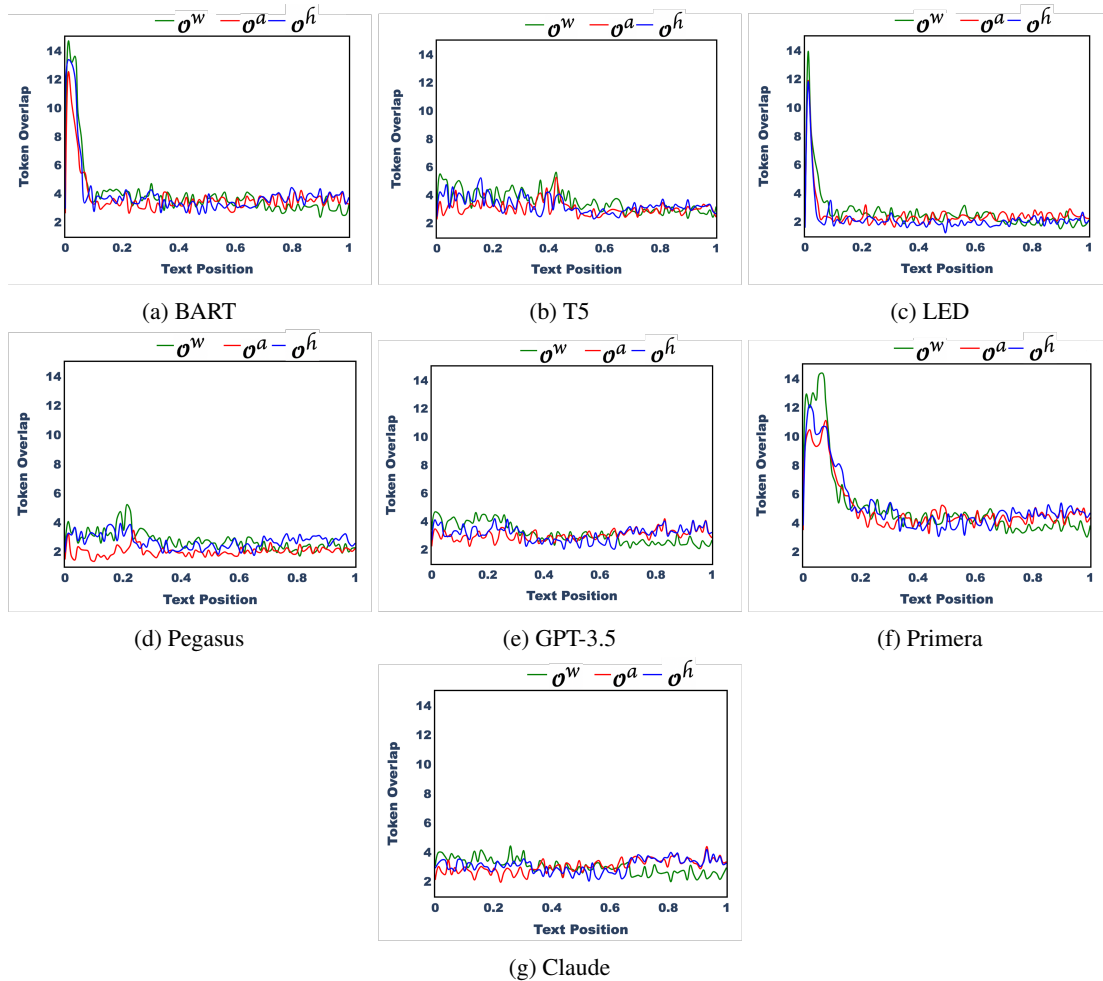 σ^w σ^a σ^h
Token Overlap
14
12
10
8
6
4
2
0 0.2 0.4 0.6 0.8 1
Text Position
(a) BART
σ^w σ^a σ^h
Token Overlap
14
12
10
8
6
4
2
0 0.2 0.4 0.6 0.8 1
Text Position
(b) T5
σ^w σ^a σ^h
Token Overlap
14
12
10
8
6
4
2
0 0.2 0.4 0.6 0.8 1
Text Position
(c) LED
σ^w σ^a σ^h
Token Overlap
14
12
10
8
6
4
2
0 0.2 0.4 0.6 0.8 1
Text Position
(d) Pegasus
σ^w σ^a σ^h
Token Overlap
14
12
10
8
6
4
2
0 0.2 0.4 0.6 0.8 1
Text Position
(e) GPT-3.5
σ^w σ^a σ^h
Token Overlap
14
12
10
8
6
4
2
0 0.2 0.4 0.6 0.8 1
Text Position
(f) Primera
σ^w σ^a σ^h
Token Overlap
14
12
10
8
6
4
2
0 0.2 0.4 0.6 0.8 1
Text Position
(g) Claude